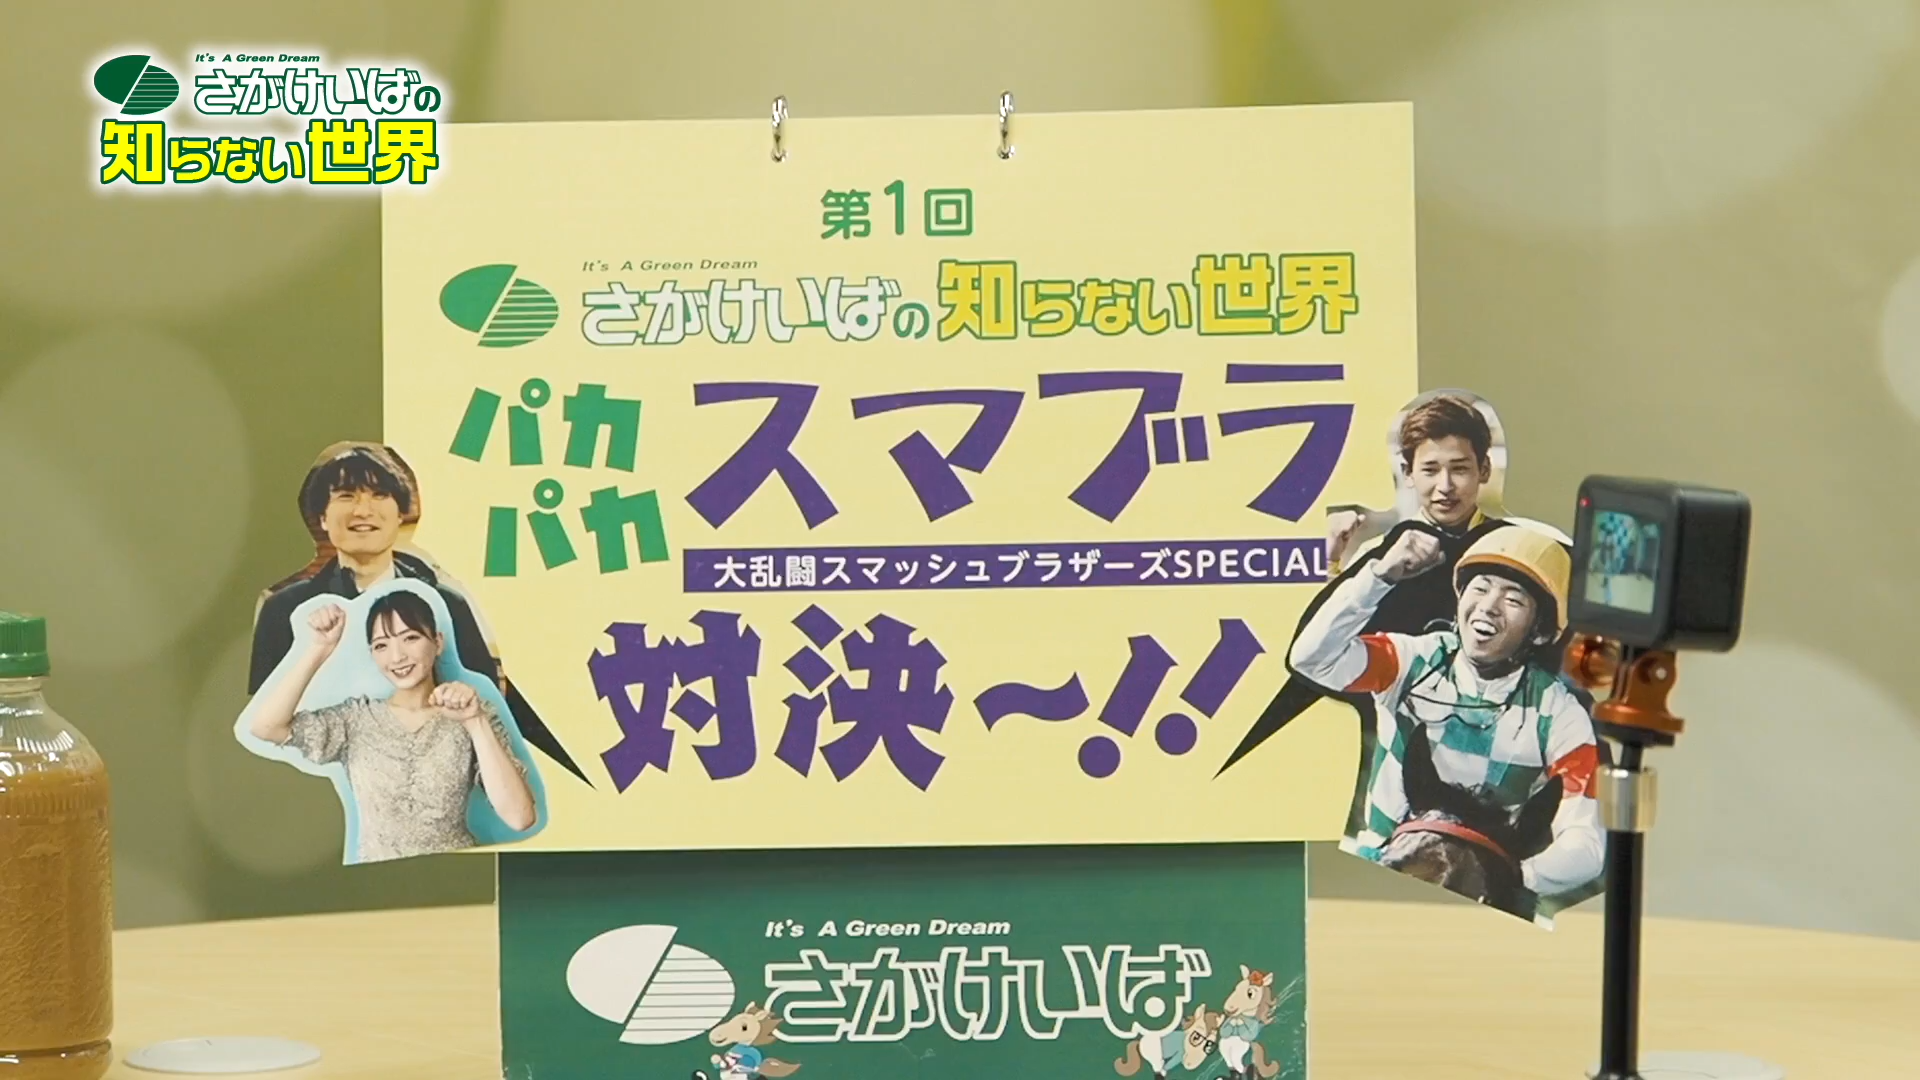 It's A Green Dream
さがけいばの
知らない世界
第1回
It's A Green Dream
さがけいばの知らない世界
パカパカ
スマブラ
大乱闘スマッシュブラザーズSPECIAL
対決〜!!
It's A Green Dream
さがけいば